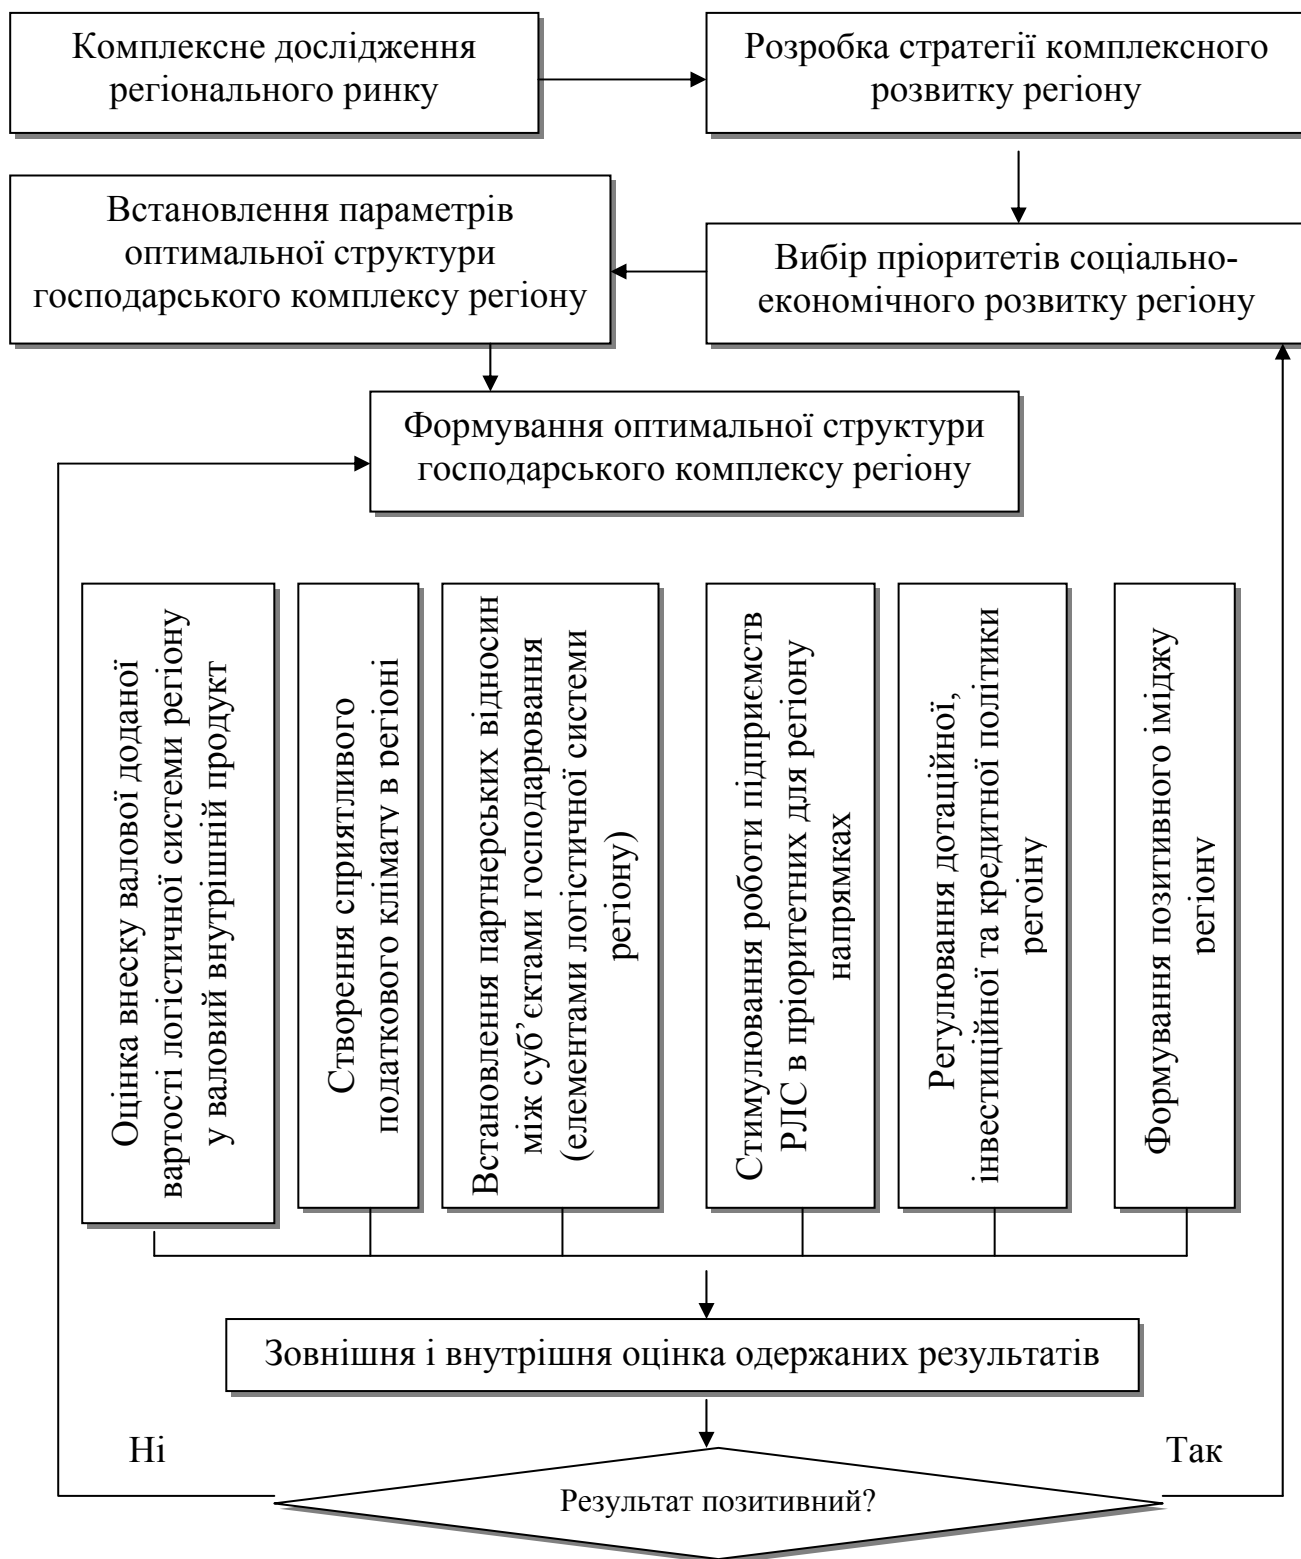 Комплексне дослідження
регіонального ринку
Розробка стратегії комплексного
розвитку регіону
Встановлення параметрів
оптимальної структури
господарського комплексу регіону
Вибір пріоритетів соціально-
економічного розвитку регіону
Формування оптимальної структури
господарського комплексу регіону
Оцінка внеску валової доданої
вартості логістичної системи регіону
у валовий внутрішній продукт
Створення сприятливого
податкового клімату в регіоні
Встановлення партнерських відносин
між суб’єктами господарювання
(елементами логістичної системи
регіону)
Стимулювання роботи підприємств
РЛС в пріоритетних для регіону
напрямках
Регулювання дотаційної,
інвестиційної та кредитної політики
регоіну
Формування позитивного іміджу
регіону
Зовнішня і внутрішня оцінка одержаних результатів
Ні
Так
Результат позитивний?